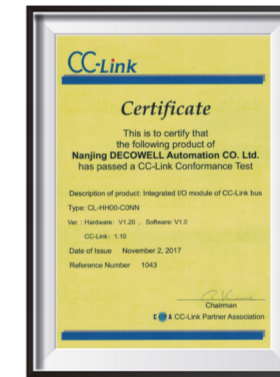 CC-Link
Certificate
This is to certify that
the following product of
Nanjing DECOWELL Automation CO. Ltd.
has passed a CC-Link Conformance Test
Description of product: Integrated I/O module of CC-Link bus
Type: CL-HH00-C0NN
Ver. : Hardware: V1.20 , Software: V1.0
CC-Link: 1.10
Date of Issue November 2, 2017
Reference Number 1043
Chairman
CC-Link Partner Association